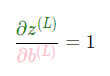 ∂z^(L)/∂b^(L) = 1